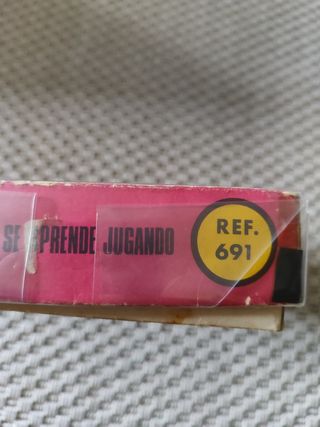 SE APRENDE JUGANDO
REF.
691